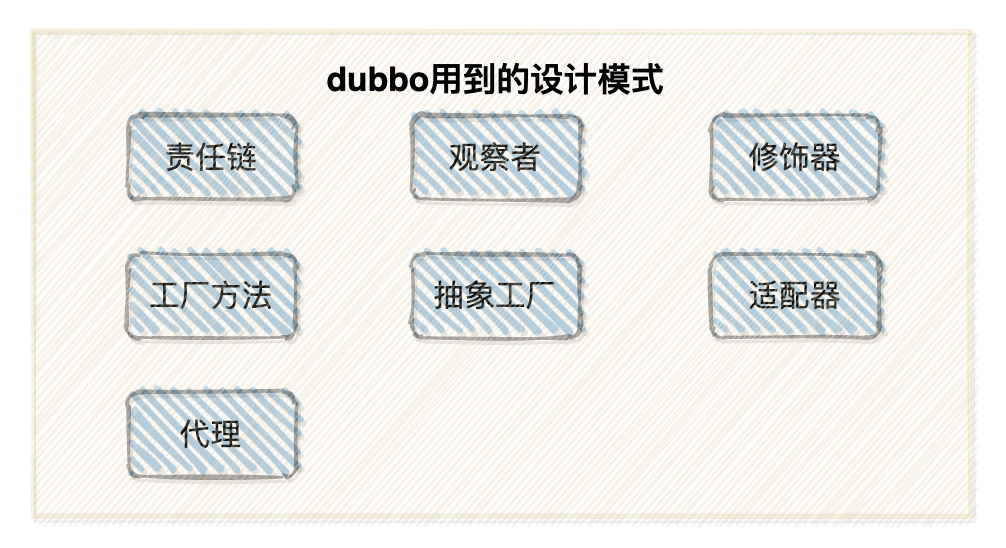 dubbo用到的设计模式
责任链
观察者
修饰器
工厂方法
抽象工厂
适配器
代理